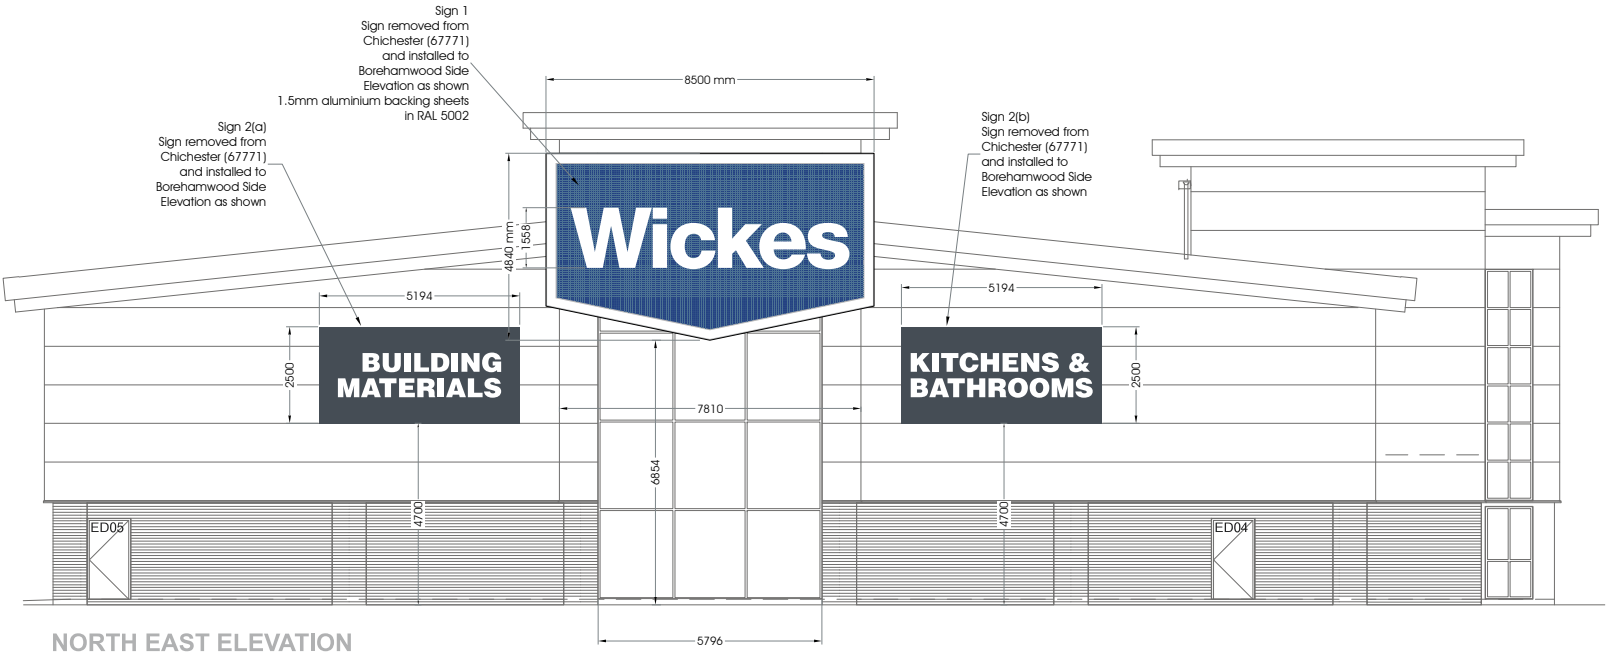 Sign 1
Sign removed from
Chichester (67771)
and installed to
Borehamwood Side
Elevation as shown
1.5mm aluminium backing sheets
in RAL 5002
8500 mm
Sign 2(a)
Sign removed from
Chichester (67771)
and installed to
Borehamwood Side
Elevation as shown
Sign 2(b)
Sign removed from
Chichester (67771)
and installed to
Borehamwood Side
Elevation as shown
4840 mm
1558
Wickes
5194
5194
2500
BUILDING
MATERIALS
KITCHENS &
BATHROOMS
2500
7810
6854
4700
4700
ED05
ED04
5796
NORTH EAST ELEVATION